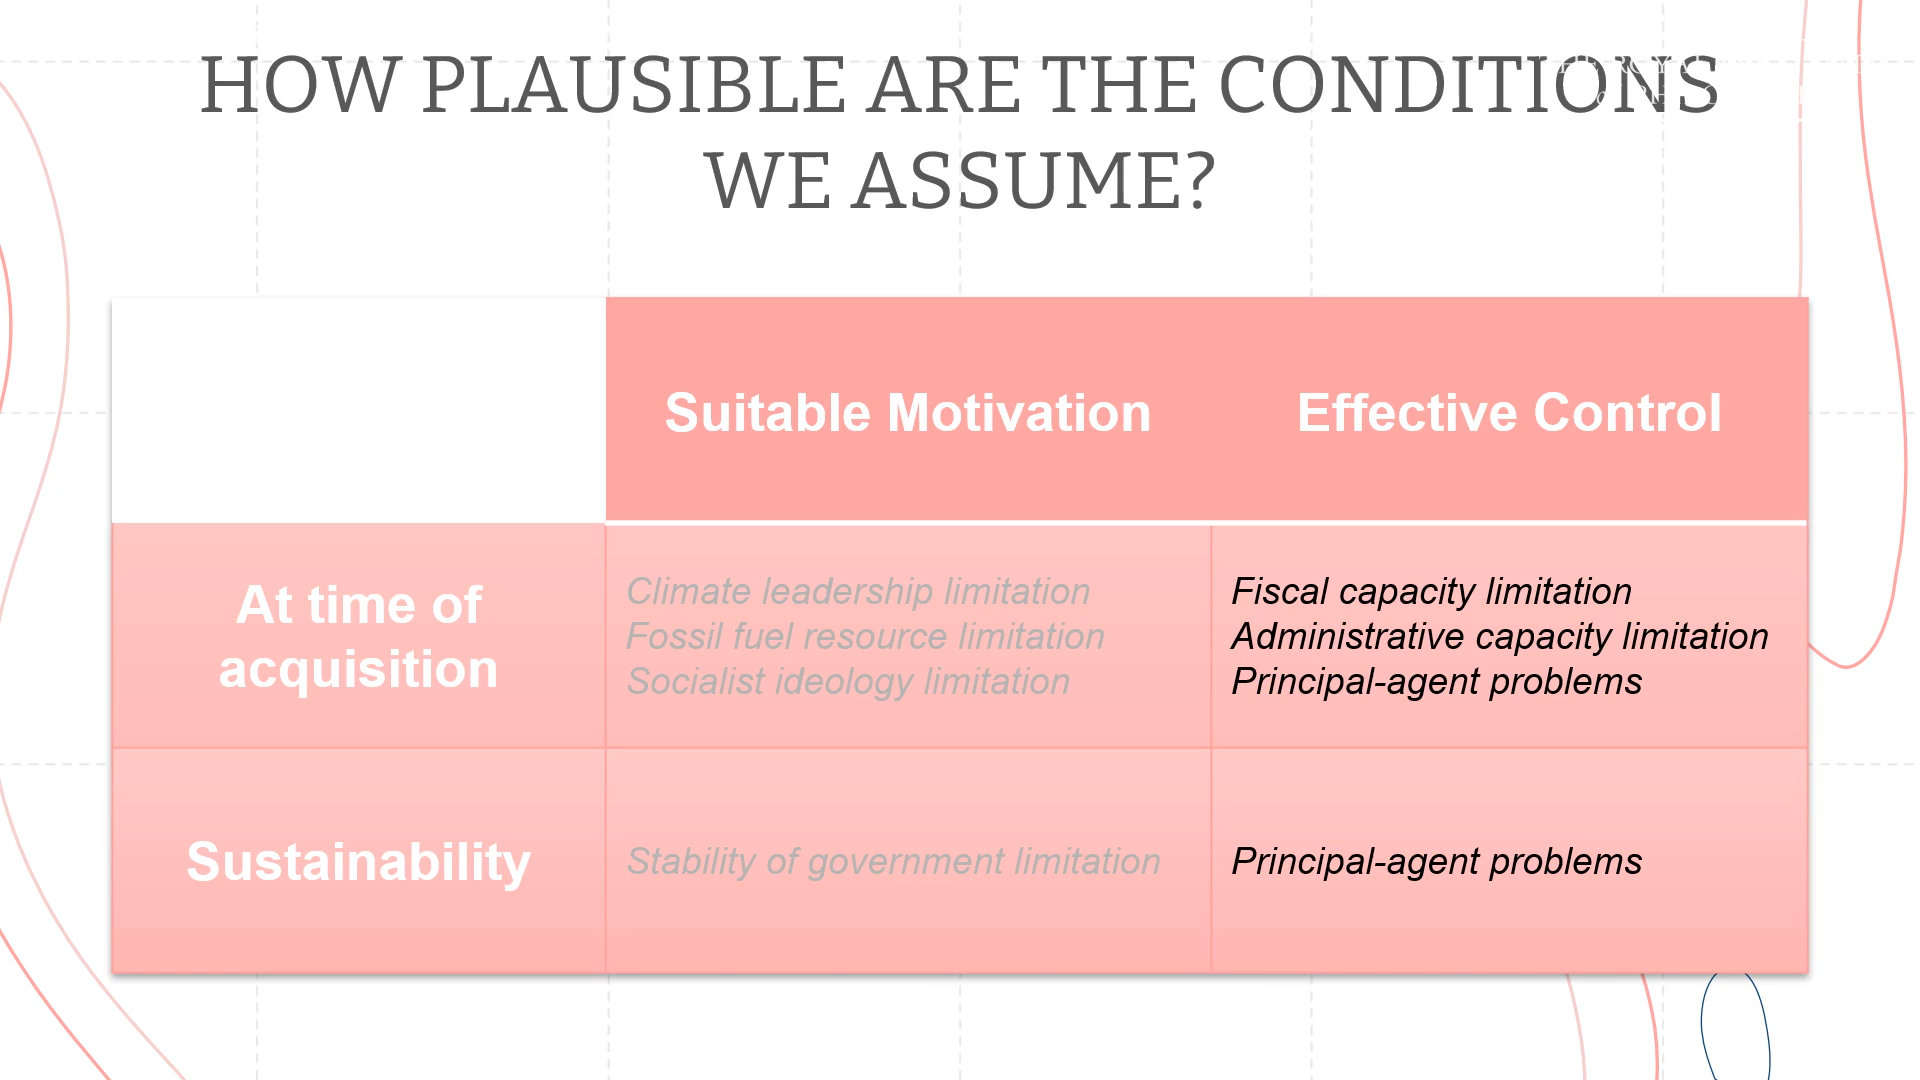 HOW PLAUSIBLE ARE THE CONDITIONS
WE ASSUME?
Suitable Motivation
Effective Control
At time of
acquisition
Climate leadership limitation
Fossil fuel resource limitation
Socialist ideology limitation
Fiscal capacity limitation
Administrative capacity limitation
Principal-agent problems
Sustainability
Stability of government limitation
Principal-agent problems